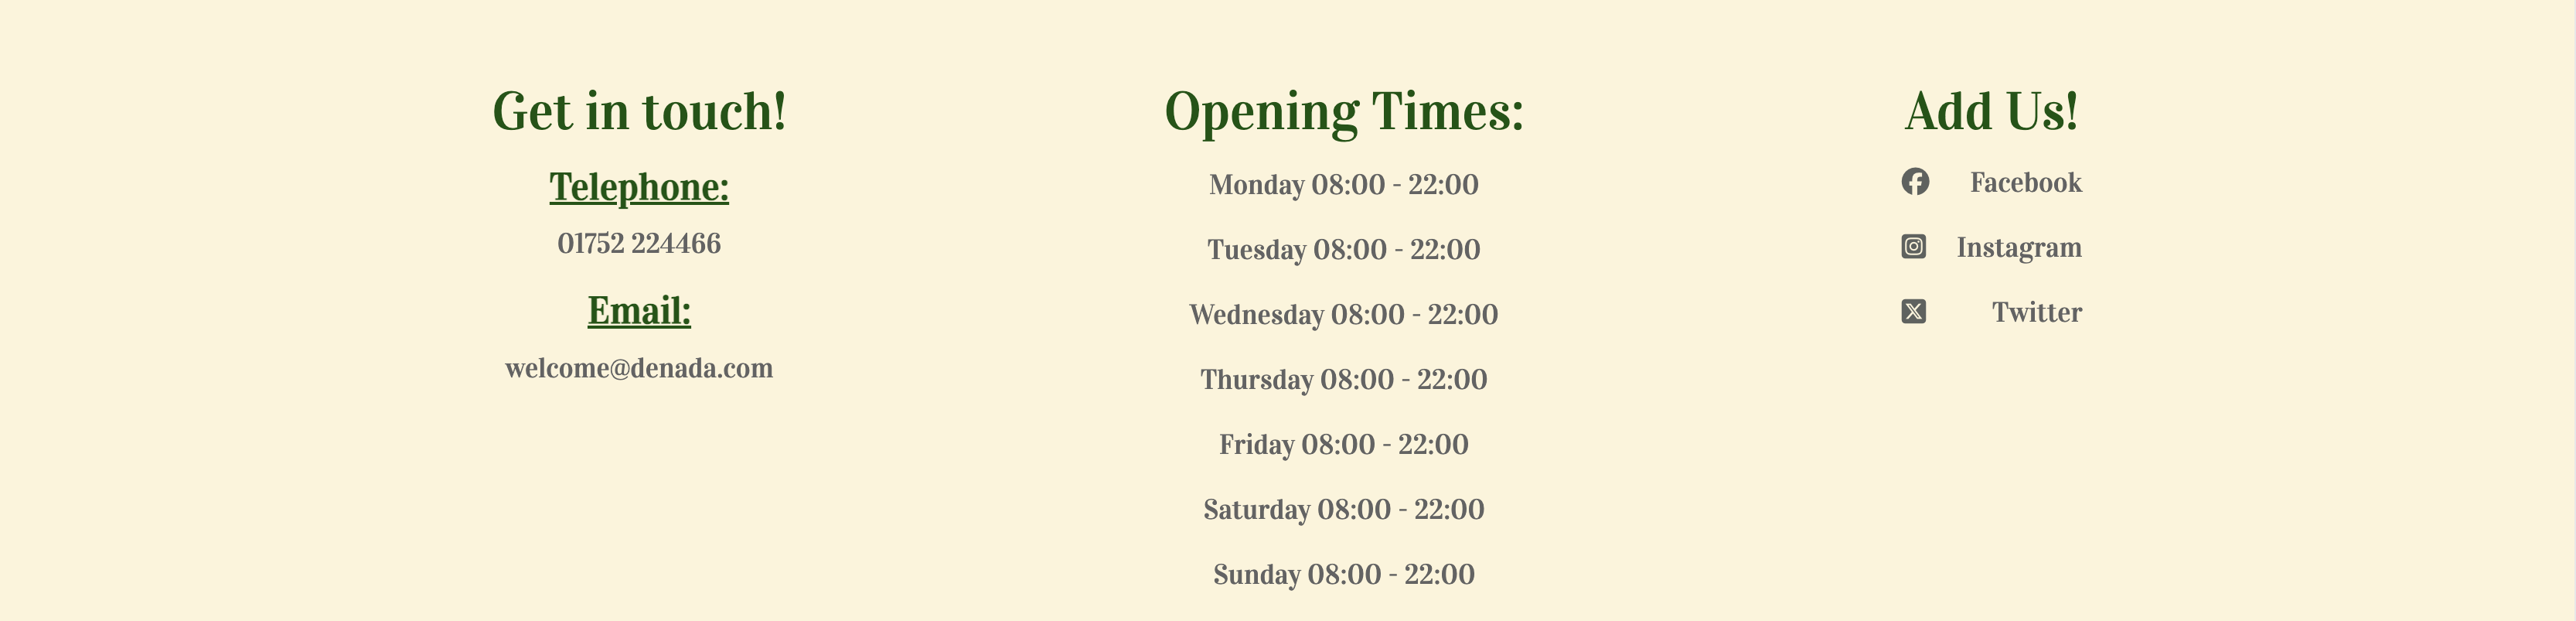 Get in touch!
Telephone:
01752 224466
Email:
welcome@denada.com
Opening Times:
Monday 08:00 - 22:00
Tuesday 08:00 - 22:00
Wednesday 08:00 - 22:00
Thursday 08:00 - 22:00
Friday 08:00 - 22:00
Saturday 08:00 - 22:00
Sunday 08:00 - 22:00
Add Us!
Facebook
Instagram
Twitter